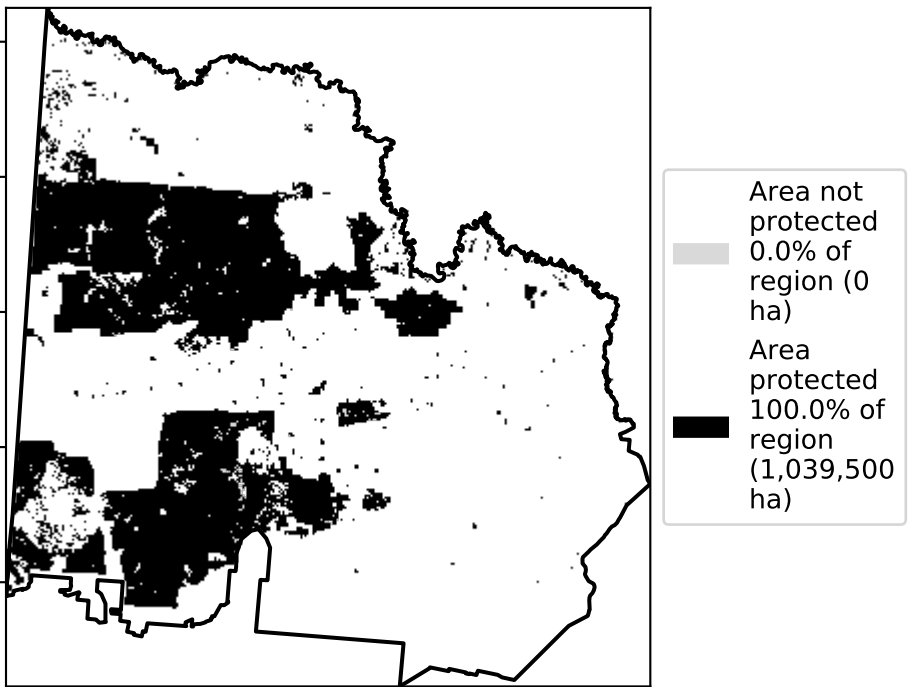 Area not
protected
0.0% of
region (0
ha)
Area
protected
100.0% of
region
(1,039,500
ha)